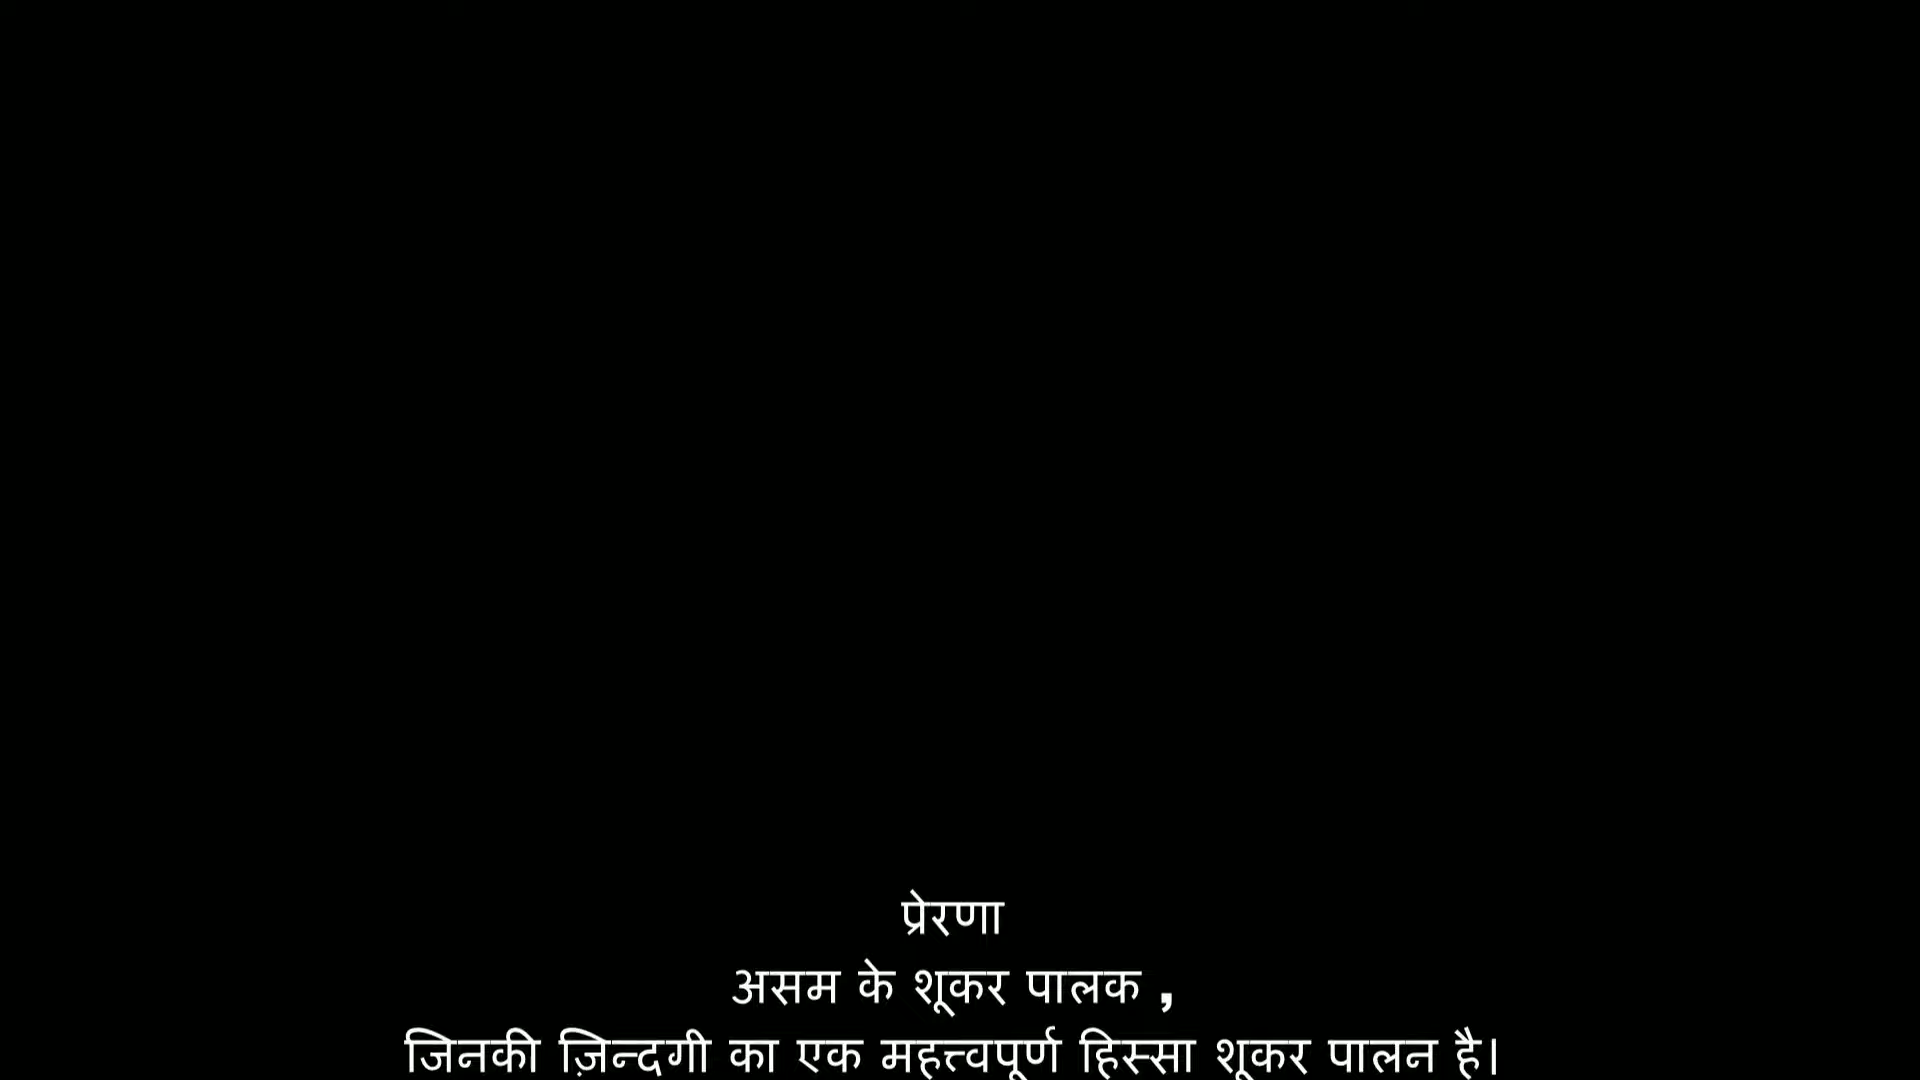 प्रेरणा
असम के शूकर पालक ,
जिनकी ज़िन्दगी का एक महत्त्वपूर्ण हिस्सा शूकर पालन है।